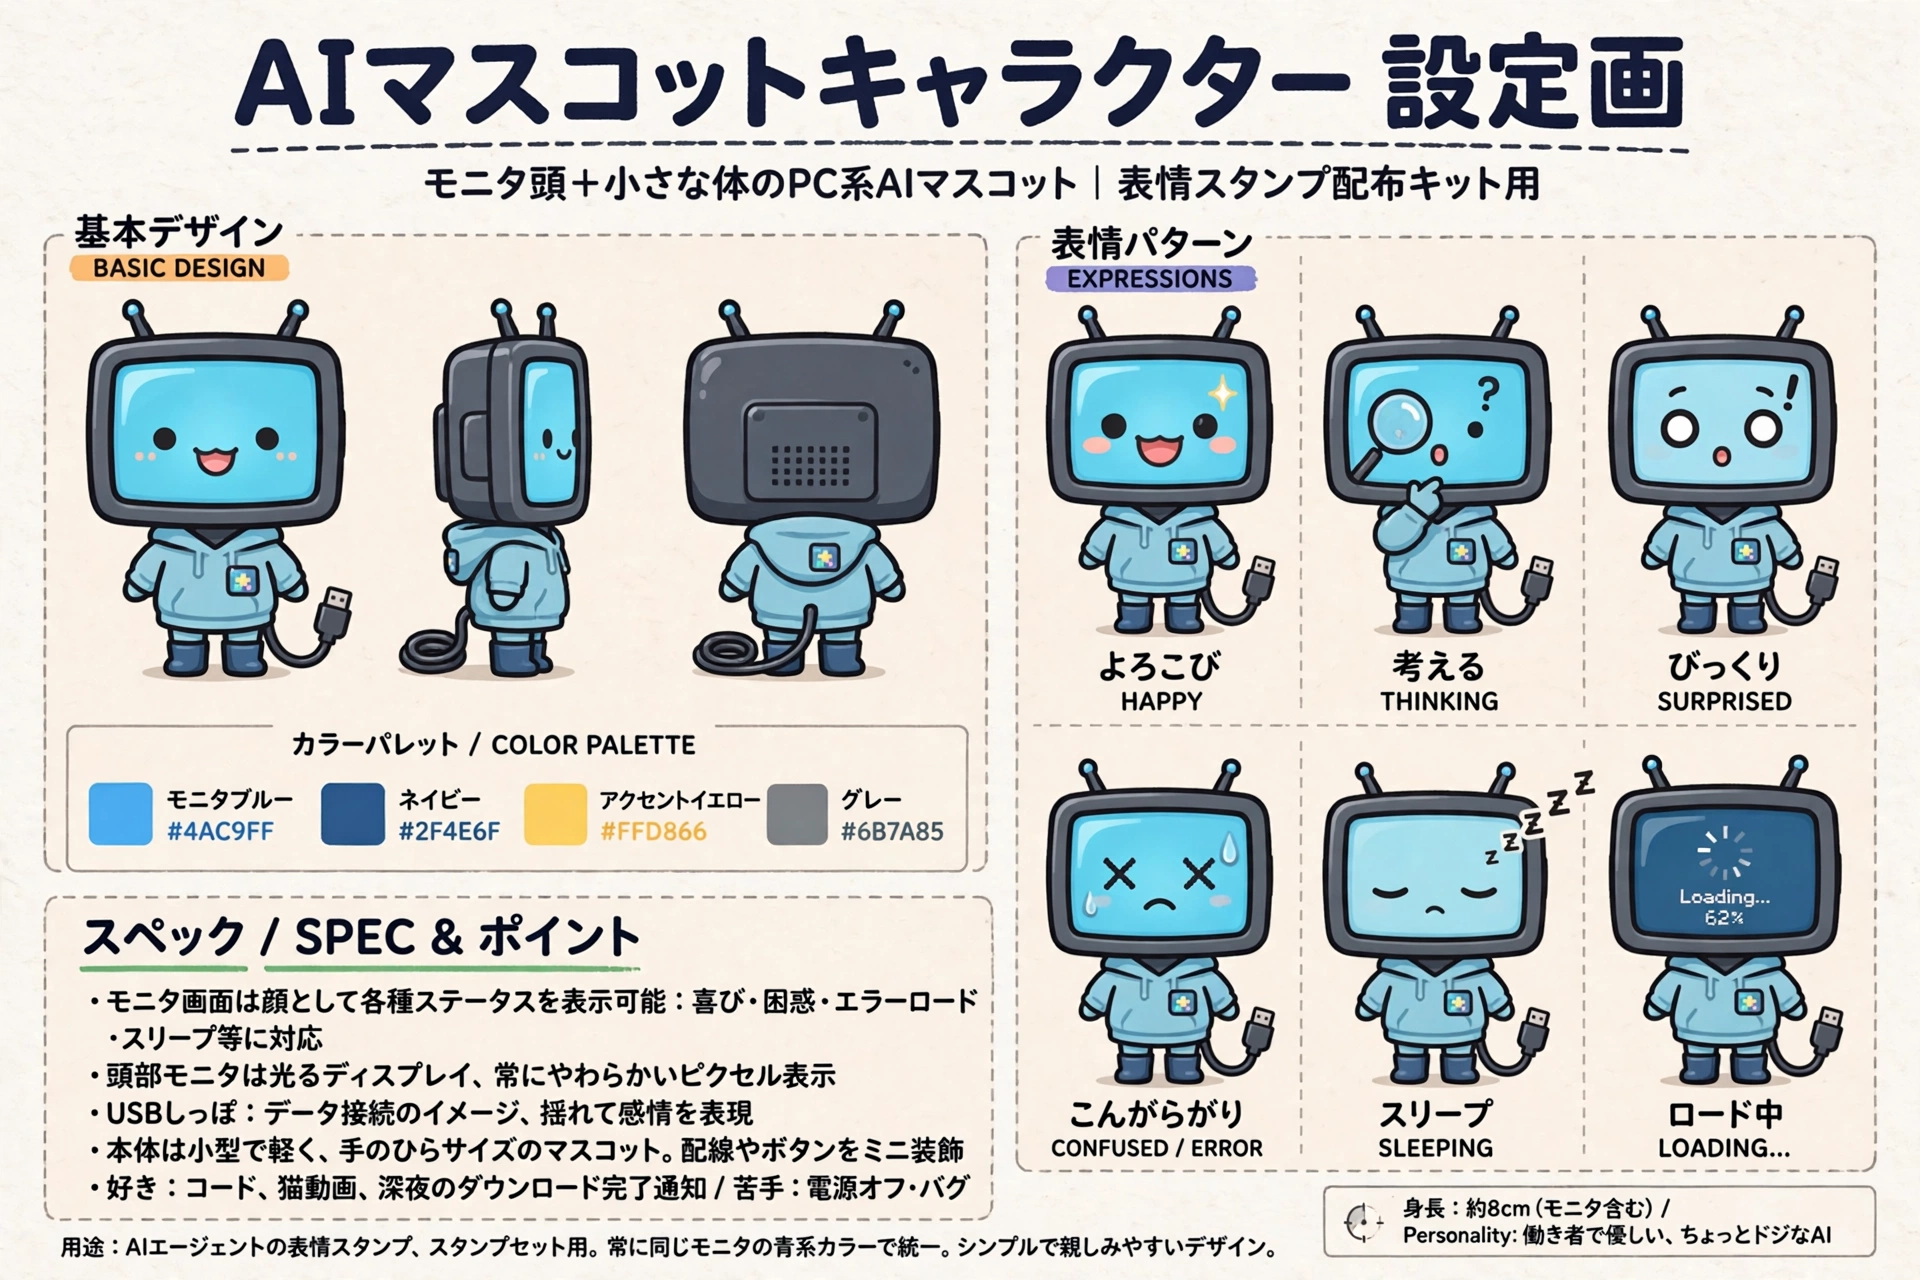 AIマスコットキャラクター 設定画
モニタ頭＋小さな体のPC系AIマスコット｜表情スタンプ配布キット用
基本デザイン
BASIC DESIGN
カラーパレット / COLOR PALETTE
モニタブルー
#4AC9FF
ネイビー
#2F4E6F
アクセントイエロー
#FFD866
グレー
#6B7A85
スペック / SPEC & ポイント
・モニタ画面は顔として各種ステータスを表示可能：喜び・困惑・エラーロード
・スリープ等に対応
・頭部モニタは光るディスプレイ、常にやわらかいピクセル表示
・USBしっぽ：データ接続のイメージ、揺れて感情を表現
・本体は小型で軽く、手のひらサイズのマスコット。配線やボタンをミニ装飾
・好き：コード、猫動画、深夜のダウンロード完了通知 / 苦手：電源オフ・バグ
表情パターン
EXPRESSIONS
?
!
よろこび
HAPPY
考える
THINKING
びっくり
SURPRISED
z z z z z
Loading...
62%
こんがらがり
CONFUSED / ERROR
スリープ
SLEEPING
ロード中
LOADING...
身長：約8cm（モニタ含む） /
Personality: 働き者で優しい、ちょっとドジなAI
用途：AIエージェントの表情スタンプ、スタンプセット用。常に同じモニタの青系カラーで統一。シンプルで親しみやすいデザイン。